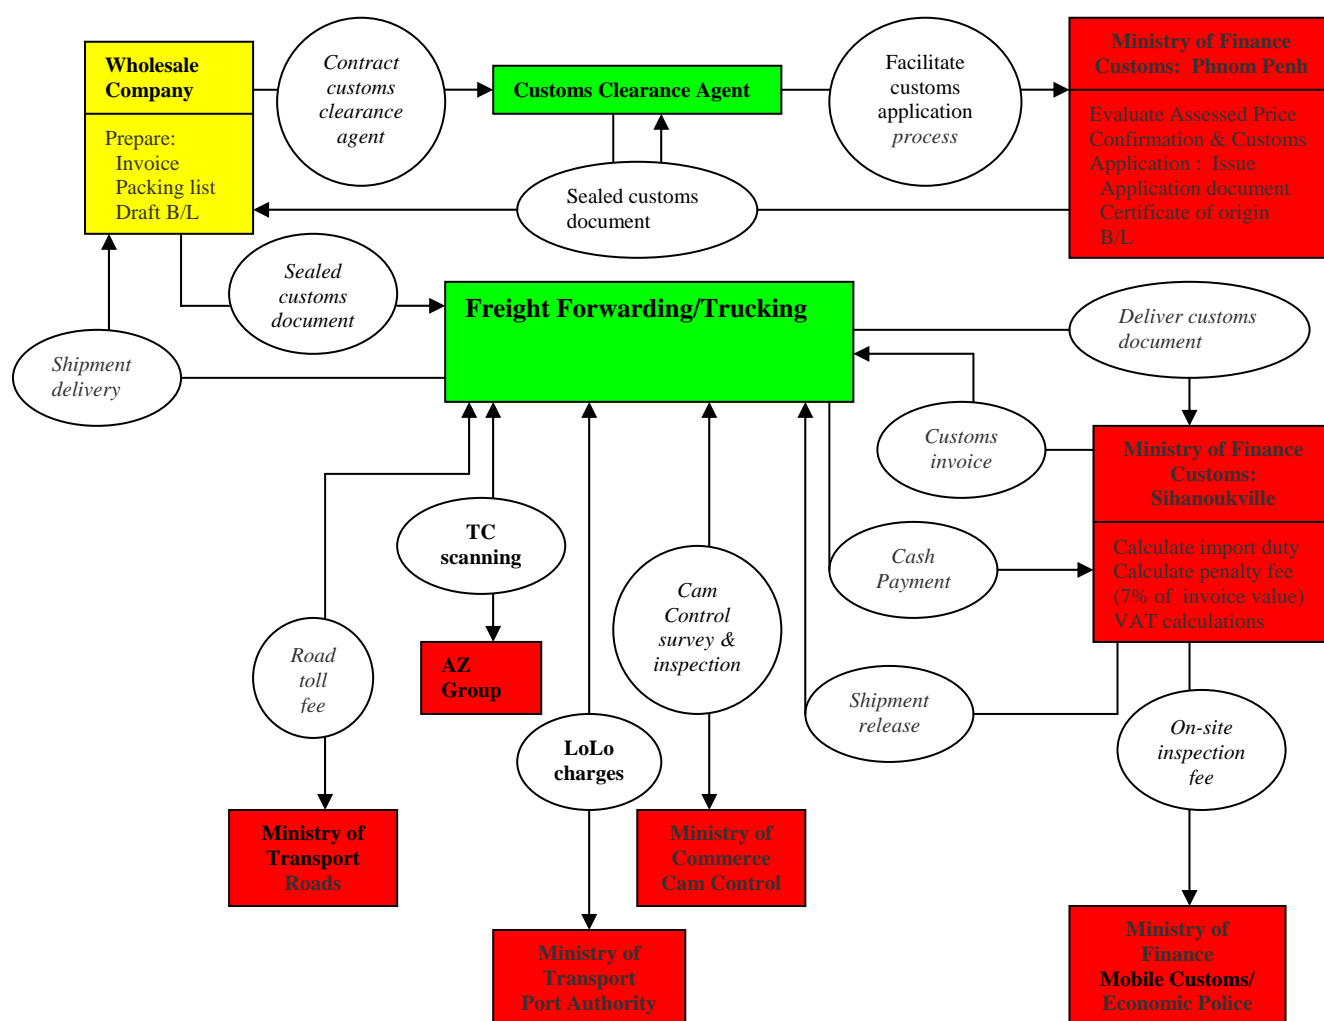 Wholesale
Company
Prepare:
Invoice
Packing list
Draft B/L
Contract
customs
clearance
agent
Customs Clearance Agent
Facilitate
customs
application
process
Ministry of Finance
Customs: Phnom Penh
Evaluate Assessed Price
Confirmation & Customs
Application : Issue
Application document
Certificate of origin
B/L
Sealed customs
document
Sealed
customs
document
Freight Forwarding/Trucking
Deliver customs
document
Shipment
delivery
Customs
invoice
Ministry of Finance
Customs:
Sihanoukville
Calculate import duty
Calculate penalty fee
(7% of invoice value)
VAT calculations
TC
scanning
Cash
Payment
Cam
Control
survey &
inspection
Road
toll
fee
AZ
Group
Shipment
release
LoLo
charges
On-site
inspection
fee
Ministry of
Transport
Roads
Ministry of
Commerce
Cam Control
Ministry of
Transport
Port Authority
Ministry of
Finance
Mobile Customs/
Economic Police